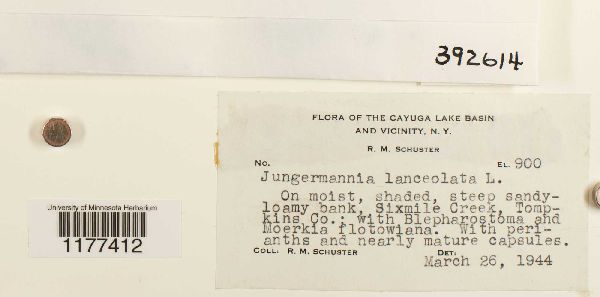 392614
FLORA OF THE CAYUGA LAKE BASIN
AND VICINITY, N. Y.
R. M. SCHUSTER
No. EL. 900
Jungermannia lanceolata L.
On moist, shaded, steep sandy-
loamy bank, Sixmile Creek, Tomp-
kins Co.; with Blepharostoma and
Moerkia flotowiana. With peri-
anths and nearly mature capsules.
COLL: R. M. SCHUSTER DET:
March 26, 1944
University of Minnesota Herbarium
1177412